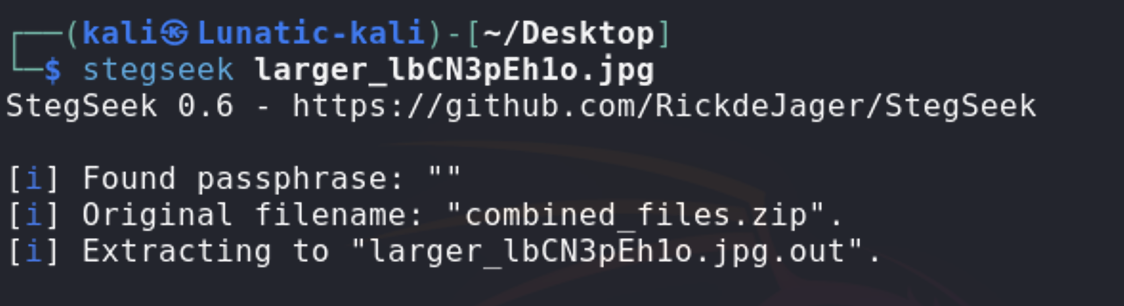 ┌──(kali㉿Lunatic-kali)-[~/Desktop]
└─$ stegseek larger_lbCN3pEh1o.jpg
StegSeek 0.6 - https://github.com/RickdeJager/StegSeek

[i] Found passphrase: ""
[i] Original filename: "combined_files.zip".
[i] Extracting to "larger_lbCN3pEh1o.jpg.out".